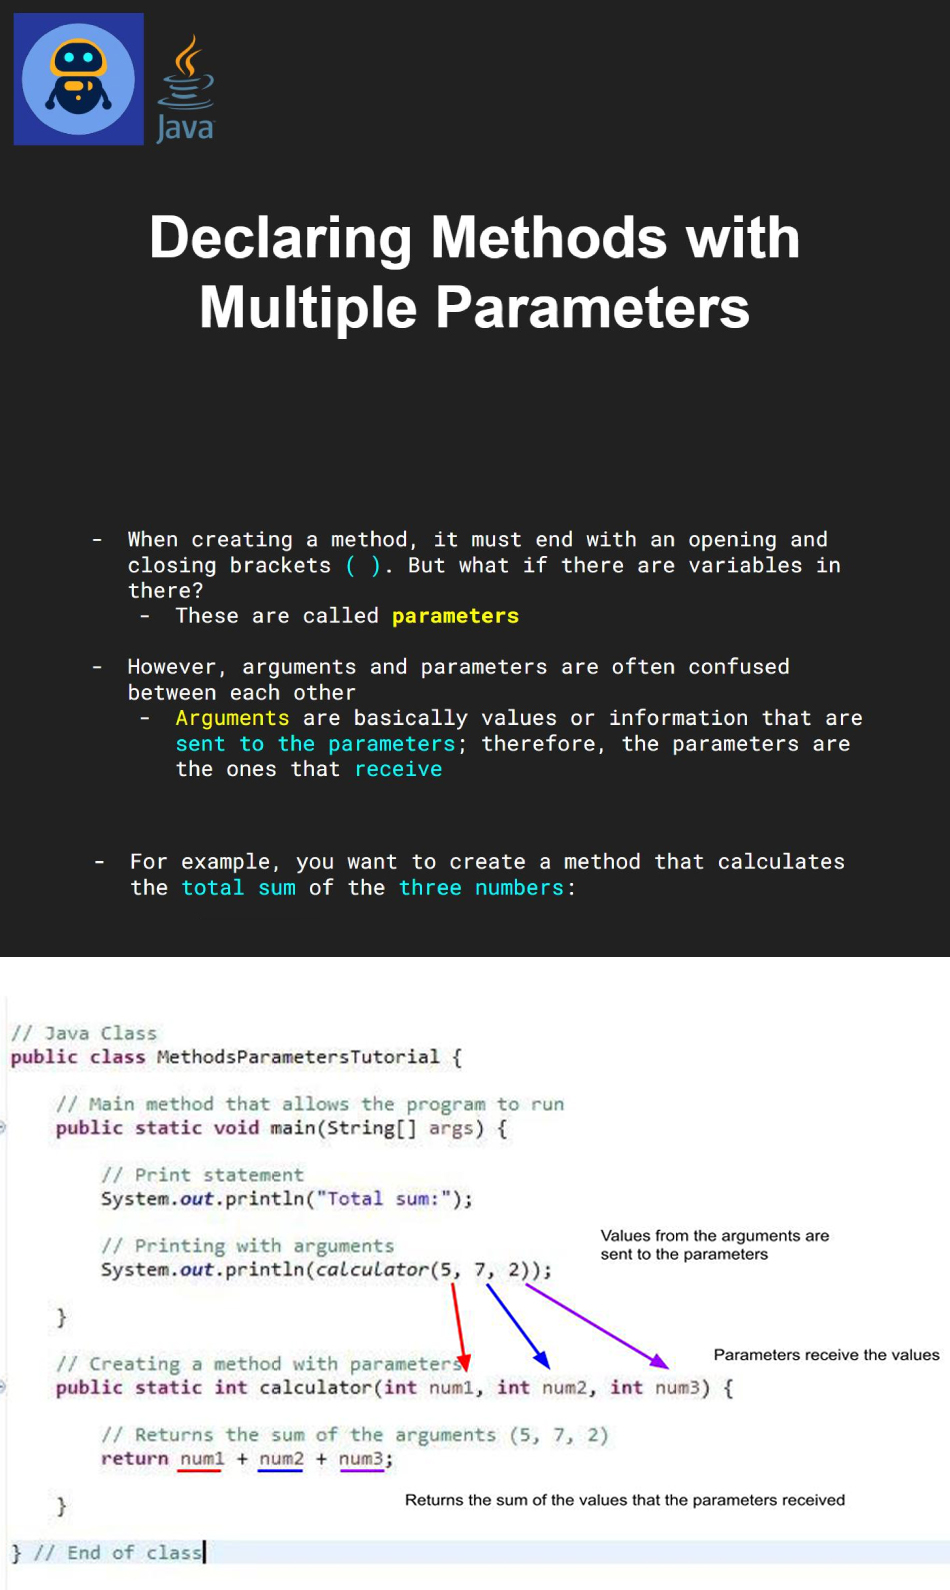 Java
Declaring Methods with
Multiple Parameters
- When creating a method, it must end with an opening and
closing brackets ( ). But what if there are variables in
there?
- These are called parameters
- However, arguments and parameters are often confused
between each other
- Arguments are basically values or information that are
sent to the parameters; therefore, the parameters are
the ones that receive
- For example, you want to create a method that calculates
the total sum of the three numbers:
// Java Class
public class MethodsParametersTutorial {
// Main method that allows the program to run
public static void main(String[] args) {
// Print statement
System.out.println("Total sum:");
// Printing with arguments
System.out.println(calculator(5, 7, 2));
Values from the arguments are
sent to the parameters
}
// Creating a method with parameters
Parameters receive the values
public static int calculator(int num1, int num2, int num3) {
// Returns the sum of the arguments (5, 7, 2)
return num1 + num2 + num3;
Returns the sum of the values that the parameters received
}
} // End of class